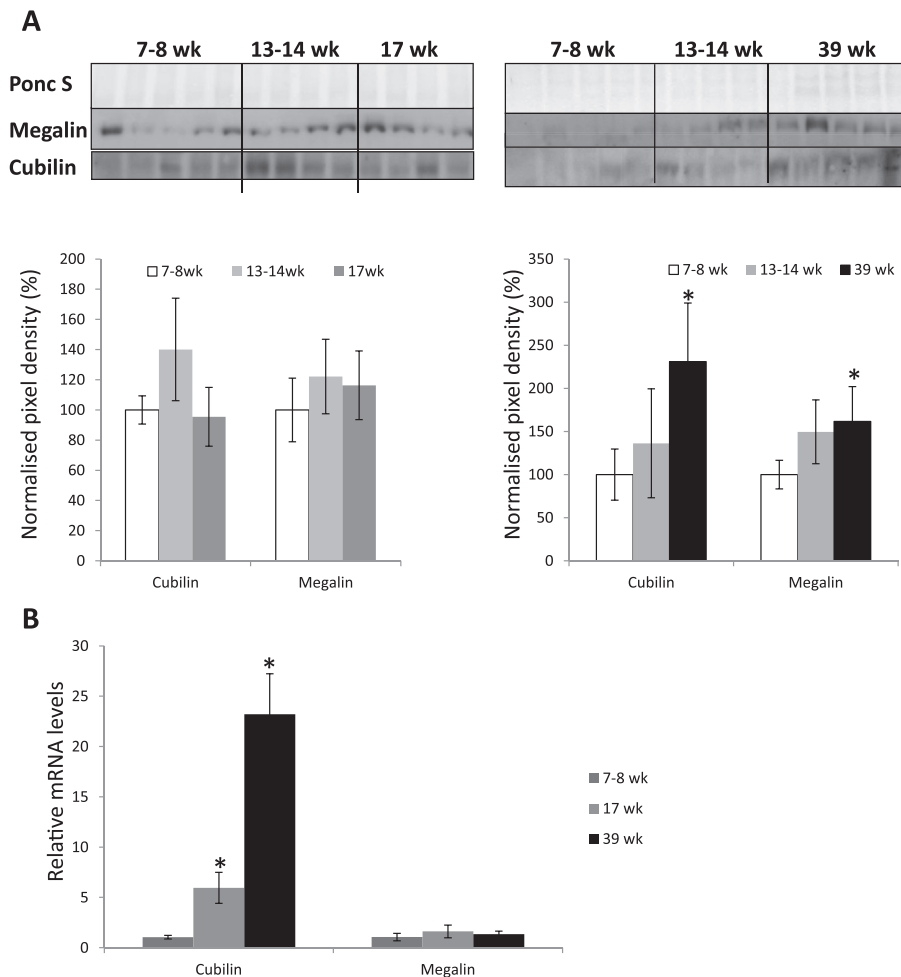 A
7-8 wk 13-14 wk 17 wk 7-8 wk 13-14 wk 39 wk
Ponc S
Megalin
Cubilin
Normalised pixel density (%)
200
180
160
140
120
100
80
60
40
20
0
7-8wk 13-14wk 17wk
Cubilin Megalin
Normalised pixel density (%)
350
300
250
200
150
100
50
0
7-8 wk 13-14 wk 39 wk
*
*
Cubilin Megalin
B
Relative mRNA levels
30
25
20
15
10
5
0
*
*
7-8 wk
17 wk
39 wk
Cubilin Megalin